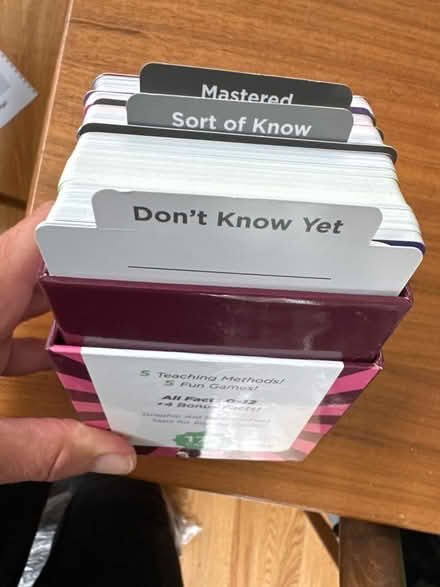 Mastered
Sort of Know
Don't Know Yet
5 Teaching Methods!
5 Fun Games!
All Facts 0-12
+4 Bonus Facts!